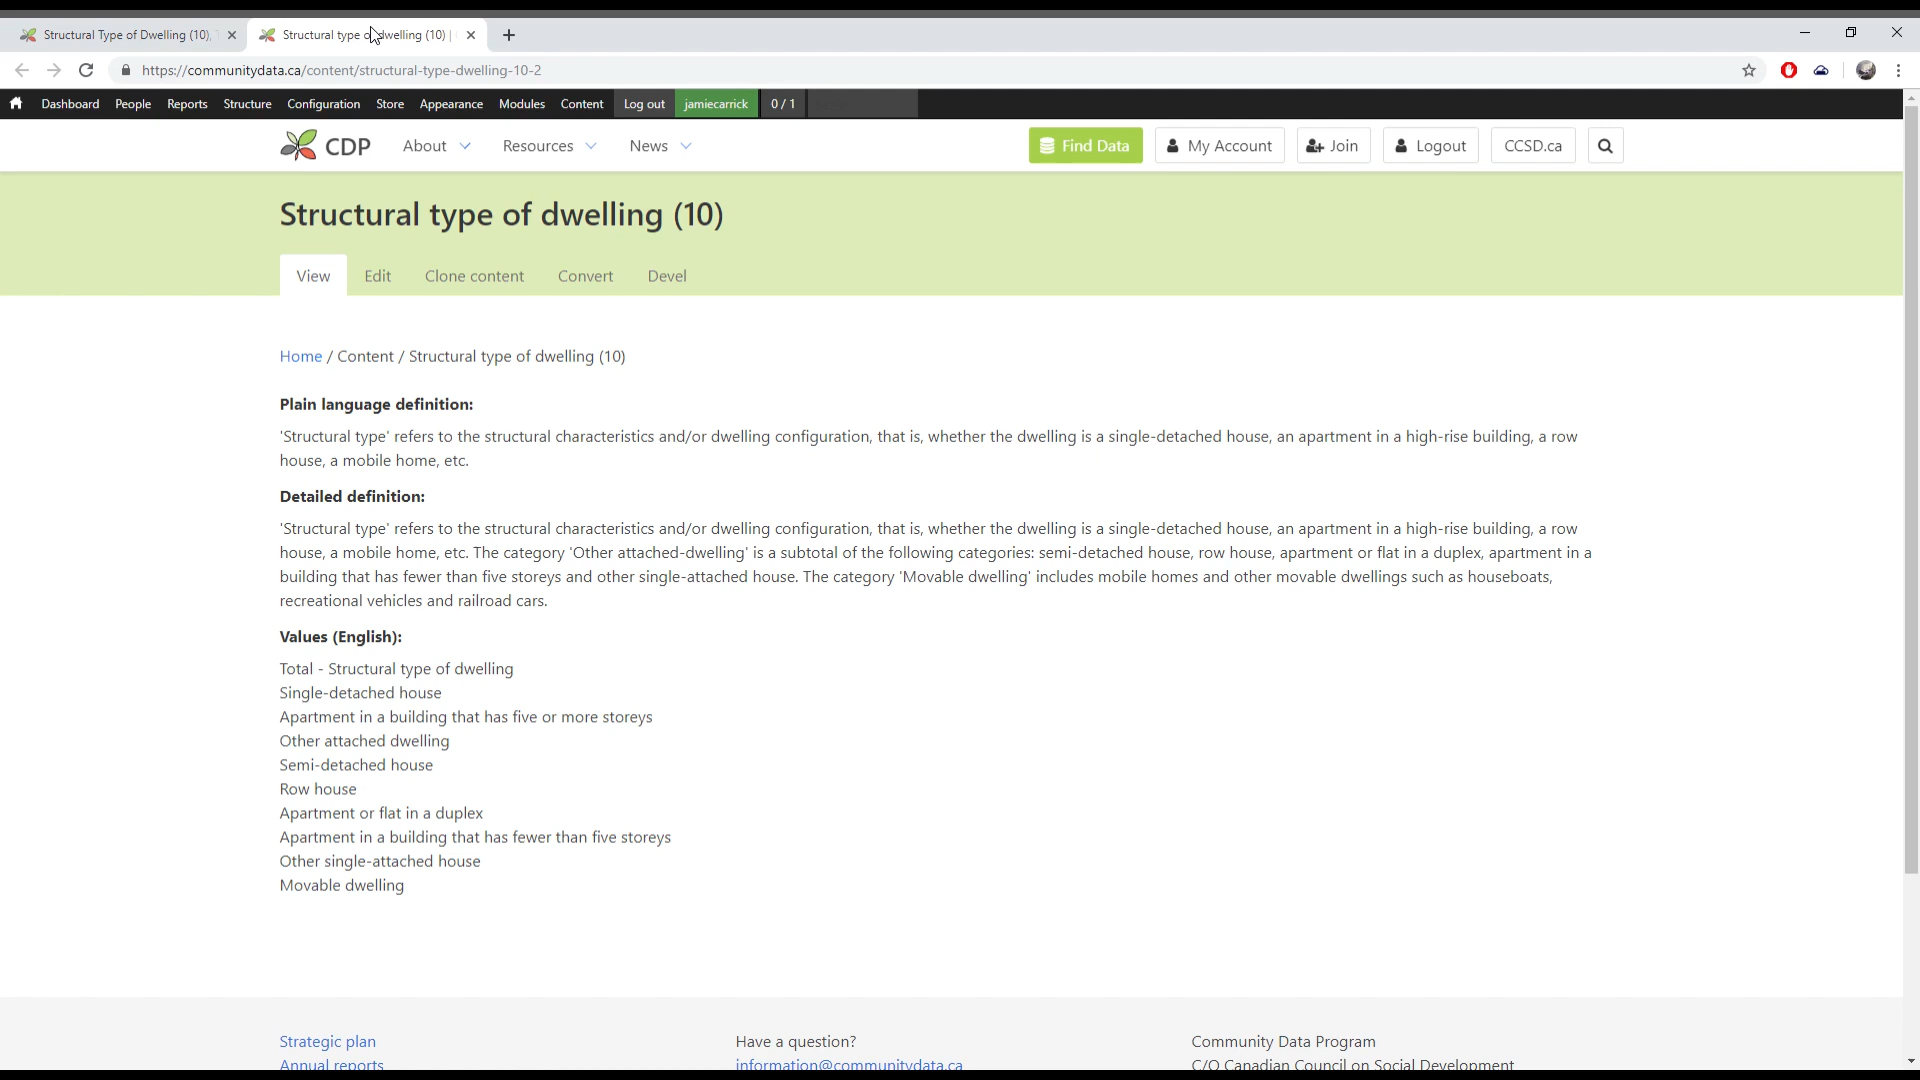 Structural Type of Dwelling (10),
Structural type of dwelling (10) |
https://communitydata.ca/content/structural-type-dwelling-10-2
Dashboard People Reports Structure Configuration Store Appearance Modules Content Log out jamiecarrick 0 / 1
CDP About Resources News Find Data My Account Join Logout CCSD.ca
Structural type of dwelling (10)
View Edit Clone content Convert Devel
Home / Content / Structural type of dwelling (10)
Plain language definition:
'Structural type' refers to the structural characteristics and/or dwelling configuration, that is, whether the dwelling is a single-detached house, an apartment in a high-rise building, a row
house, a mobile home, etc.
Detailed definition:
'Structural type' refers to the structural characteristics and/or dwelling configuration, that is, whether the dwelling is a single-detached house, an apartment in a high-rise building, a row
house, a mobile home, etc. The category 'Other attached-dwelling' is a subtotal of the following categories: semi-detached house, row house, apartment or flat in a duplex, apartment in a
building that has fewer than five storeys and other single-attached house. The category 'Movable dwelling' includes mobile homes and other movable dwellings such as houseboats,
recreational vehicles and railroad cars.
Values (English):
Total - Structural type of dwelling
Single-detached house
Apartment in a building that has five or more storeys
Other attached dwelling
Semi-detached house
Row house
Apartment or flat in a duplex
Apartment in a building that has fewer than five storeys
Other single-attached house
Movable dwelling
Strategic plan
Annual reports
Have a question?
information@communitydata.ca
Community Data Program
C/O Canadian Council on Social Development